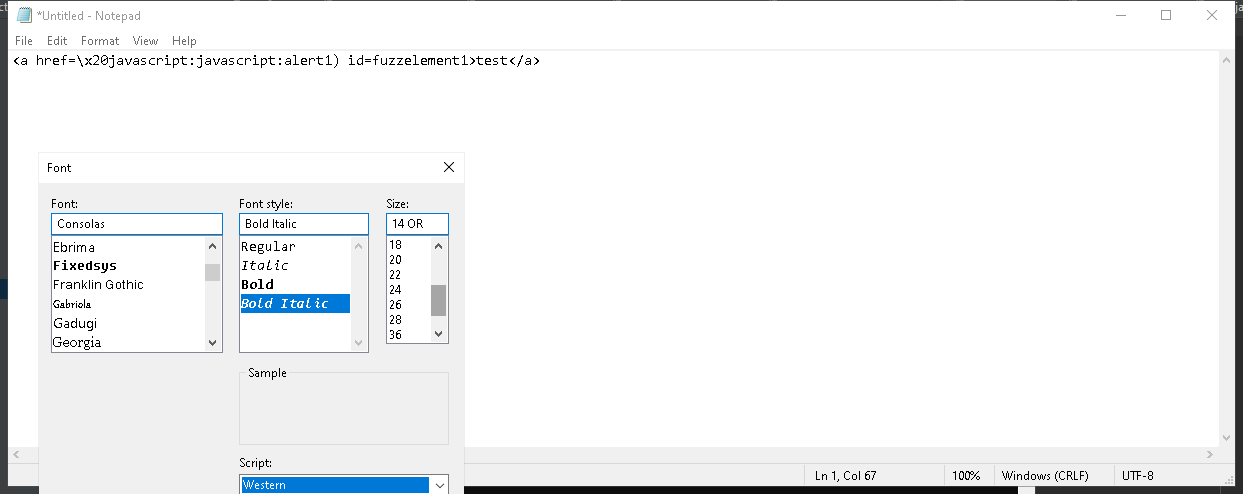 *Untitled - Notepad
File Edit Format View Help
<a href=\x20javascript:javascript:alert1) id=fuzzelement1>test</a>
Font
Font: Font style: Size:
Consolas Bold Italic 14 OR
Ebrima Regular 18
Fixedsys Italic 20
Franklin Gothic Bold 22
Gabriola Bold Italic 24
Gadugi 26
Georgia 28
36
Sample
Script:
Western
Ln 1, Col 67 100% Windows (CRLF) UTF-8